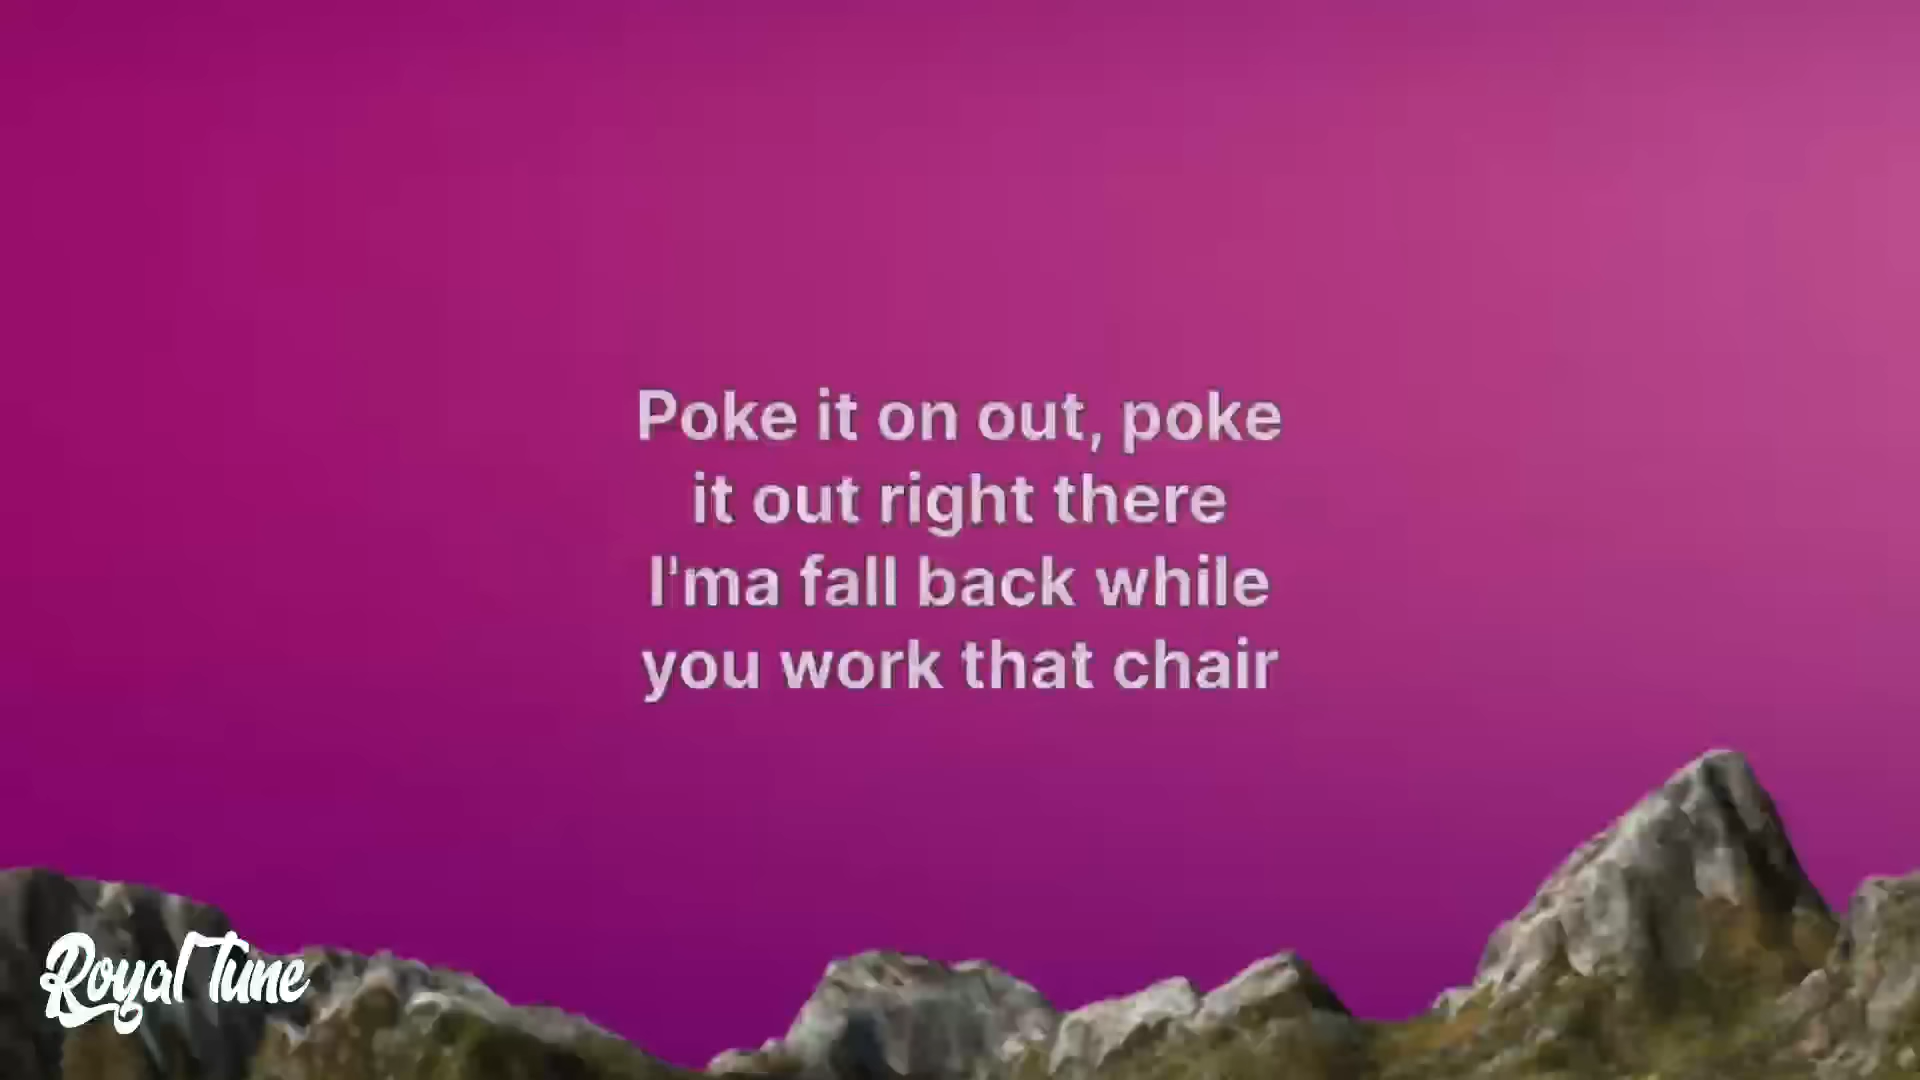 Poke it on out, poke
it out right there
I'ma fall back while
you work that chair
Royal Tune